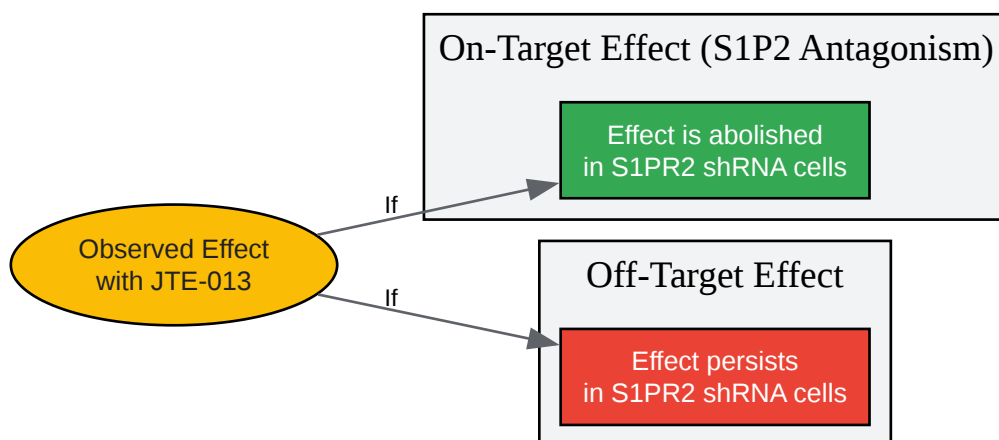 On-Target Effect (S1P2 Antagonism)
Effect is abolished
in S1PR2 shRNA cells
If
Observed Effect
with JTE-013
If
Off-Target Effect
Effect persists
in S1PR2 shRNA cells